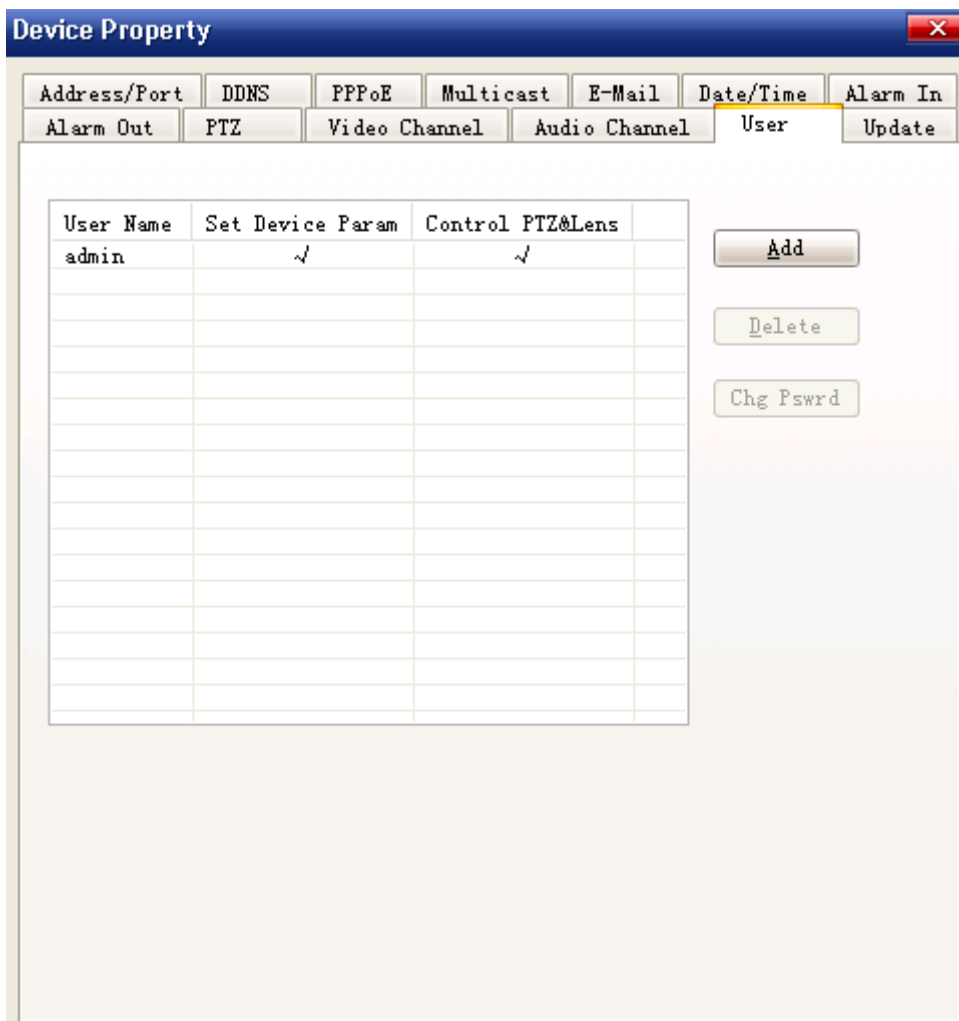 Device Property
Address/Port DDNS PPPoE Multicast E-Mail Date/Time Alarm In
Alarm Out PTZ Video Channel Audio Channel User Update
User Name Set Device Param Control PTZ&Lens
admin √ √
Add
Delete
Chg Pswrd